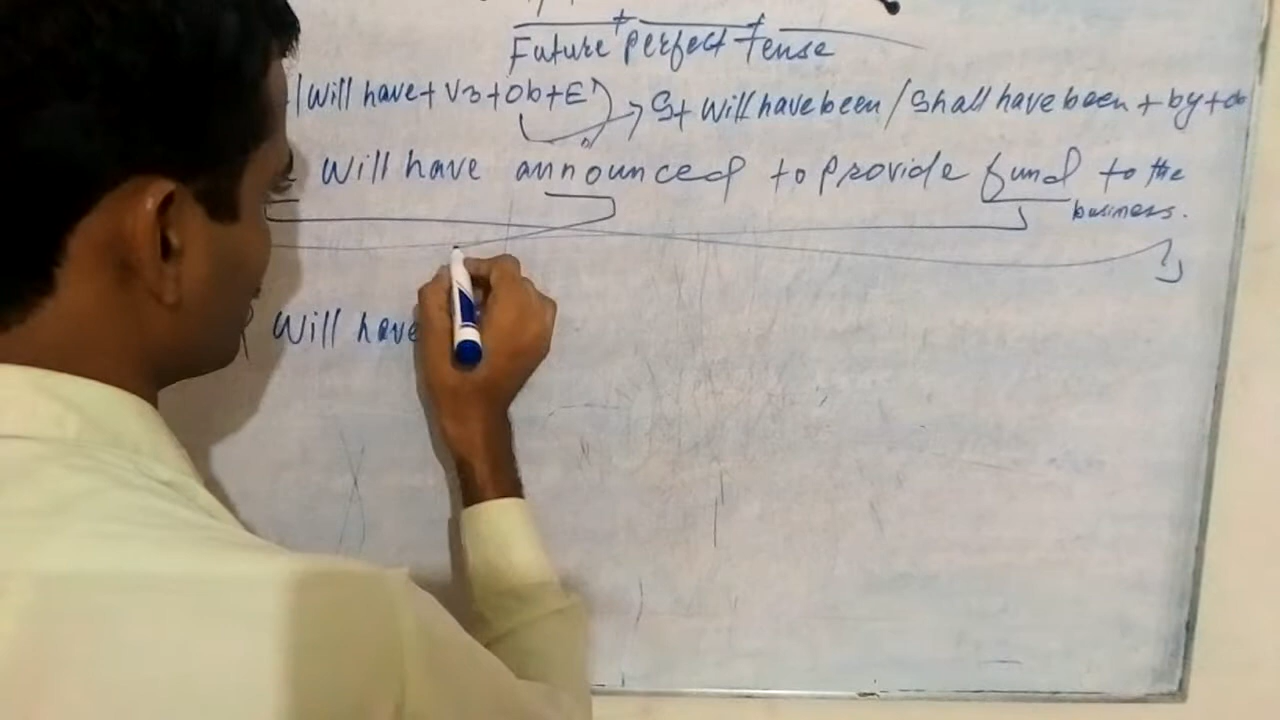 Future perfect tense
/Will have + V3 + Ob + E) → S + Will have been / Shall have been + by + ob
Will have announced to provide fund to the
business.
Will have